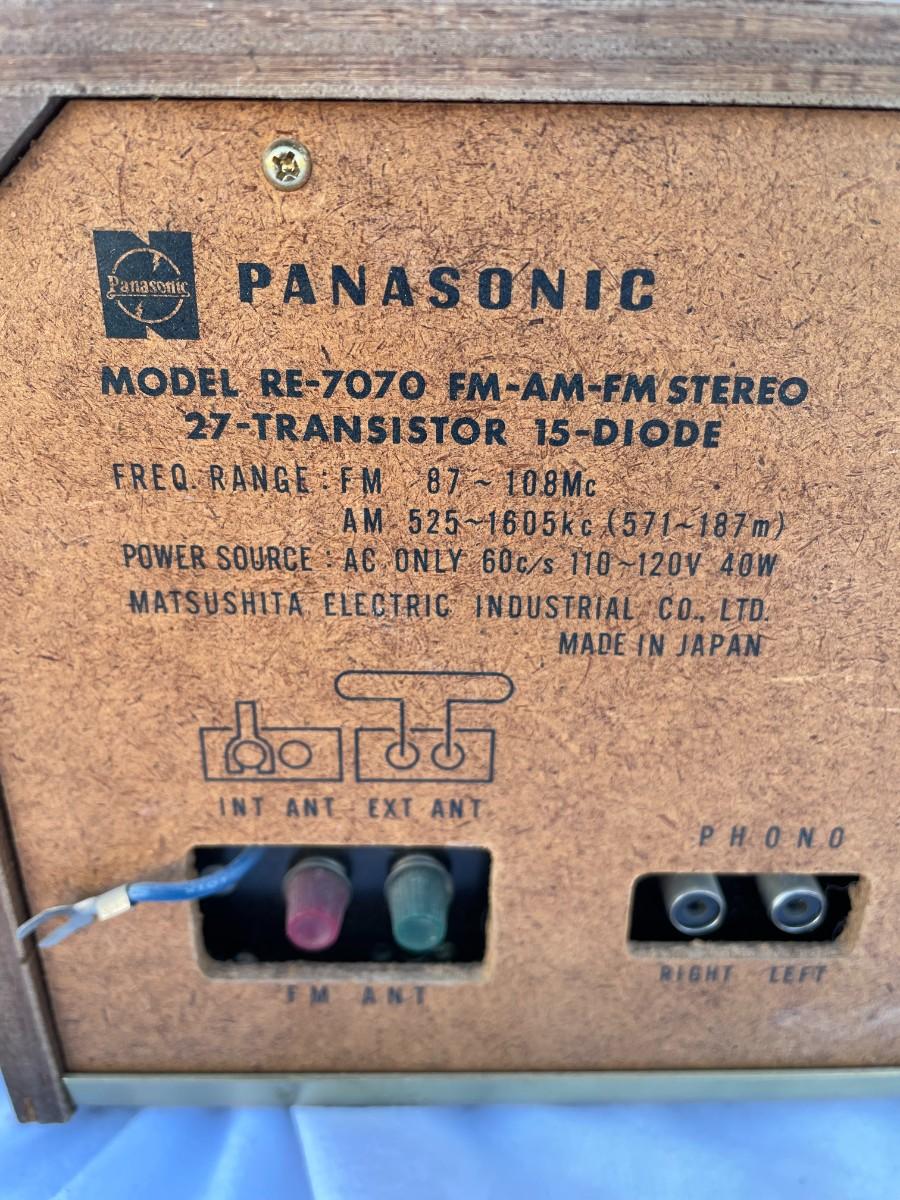 Panasonic
PANASONIC
MODEL RE-7070 FM-AM-FM STEREO
27-TRANSISTOR 15-DIODE
FREQ. RANGE : FM 87~108Mc
AM 525~1605kc (571~187m)
POWER SOURCE : AC ONLY 60c/s 110~120V 40W
MATSUSHITA ELECTRIC INDUSTRIAL CO., LTD.
MADE IN JAPAN
INT ANT EXT ANT
PHONO
FM ANT
RIGHT LEFT